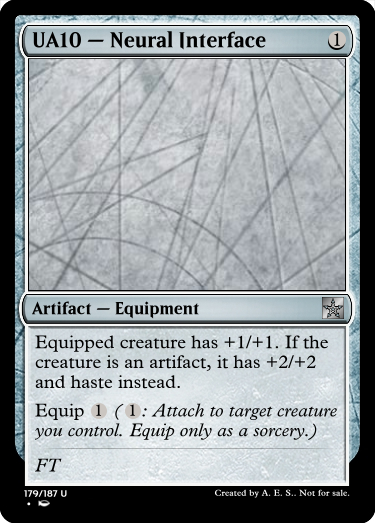 UA10 — Neural Interface 1
Artifact — Equipment
Equipped creature has +1/+1. If the
creature is an artifact, it has +2/+2
and haste instead.
Equip 1 (1: Attach to target creature
you control. Equip only as a sorcery.)
FT
179/187 U
Created by A. E. S.. Not for sale.